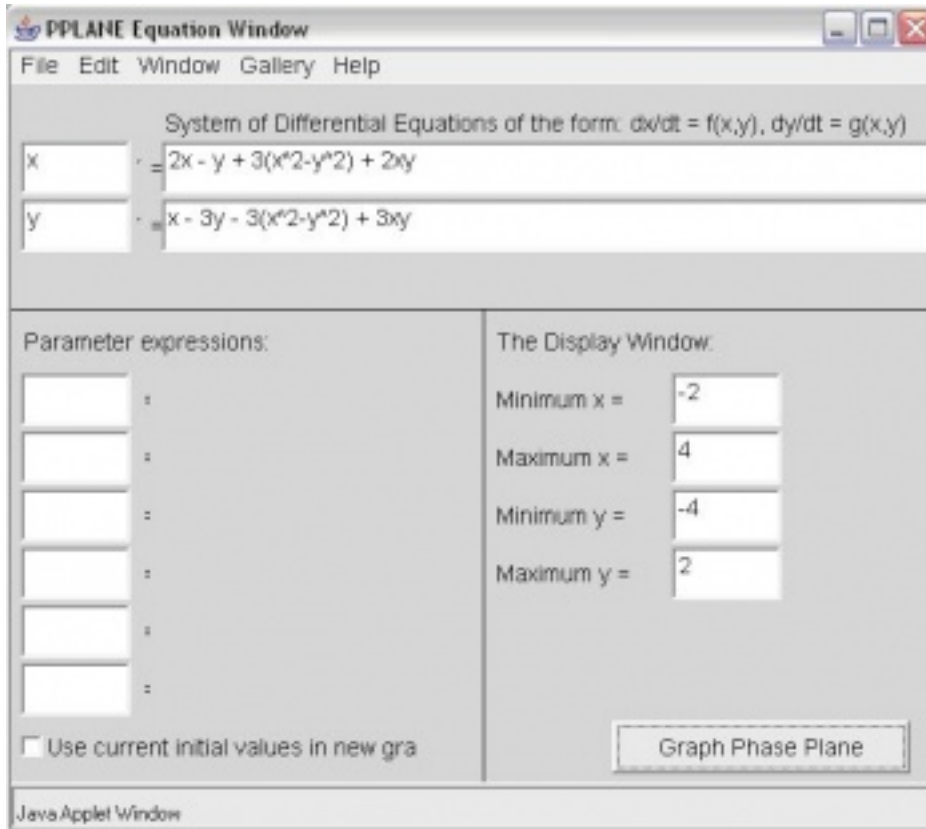 PPLANE Equation Window
File Edit Window Gallery Help
System of Differential Equations of the form: dx/dt = f(x,y), dy/dt = g(x,y)
x ' = 2x - y + 3(x^2-y^2) + 2xy
y ' = x - 3y - 3(x^2-y^2) + 3xy
Parameter expressions:
=
=
=
=
=
=
Use current initial values in new gra
The Display Window:
Minimum x = -2
Maximum x = 4
Minimum y = -4
Maximum y = 2
Graph Phase Plane
Java Applet Window